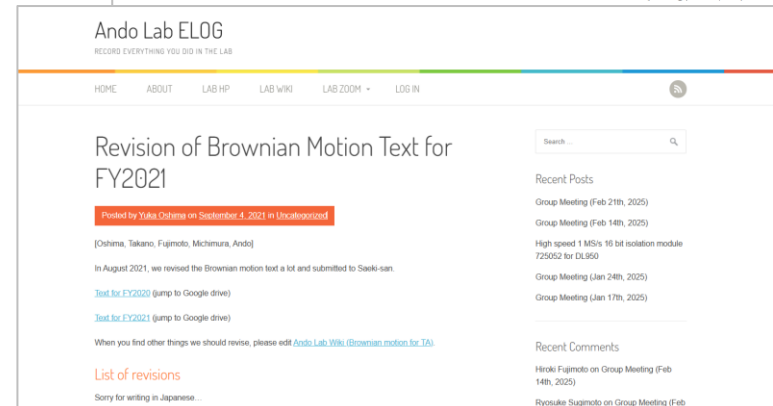 Ando Lab ELOG
RECORD EVERYTHING YOU DID IN THE LAB
HOME ABOUT LAB HP LAB WIKI LAB ZOOM LOG IN
Revision of Brownian Motion Text for
FY2021
Posted by Yuka Oshima on September 4, 2021 in Uncategorized
[Oshima, Takano, Fujimoto, Michimura, Ando]
In August 2021, we revised the Brownian motion text a lot and submitted to Saeki-san.
Text for FY2020 (jump to Google drive)
Text for FY2021 (jump to Google drive)
When you find other things we should revise, please edit Ando Lab Wiki (Brownian motion for TA).
List of revisions
Sorry for writing in Japanese...
Search ...
Recent Posts
Group Meeting (Feb 21th, 2025)
Group Meeting (Feb 14th, 2025)
High speed 1 MS/s 16 bit isolation module
725052 for DL950
Group Meeting (Jan 24th, 2025)
Group Meeting (Jan 17th, 2025)
Recent Comments
Hiroki Fujimoto on Group Meeting (Feb
14th, 2025)
Ryosuke Sugimoto on Group Meeting (Feb